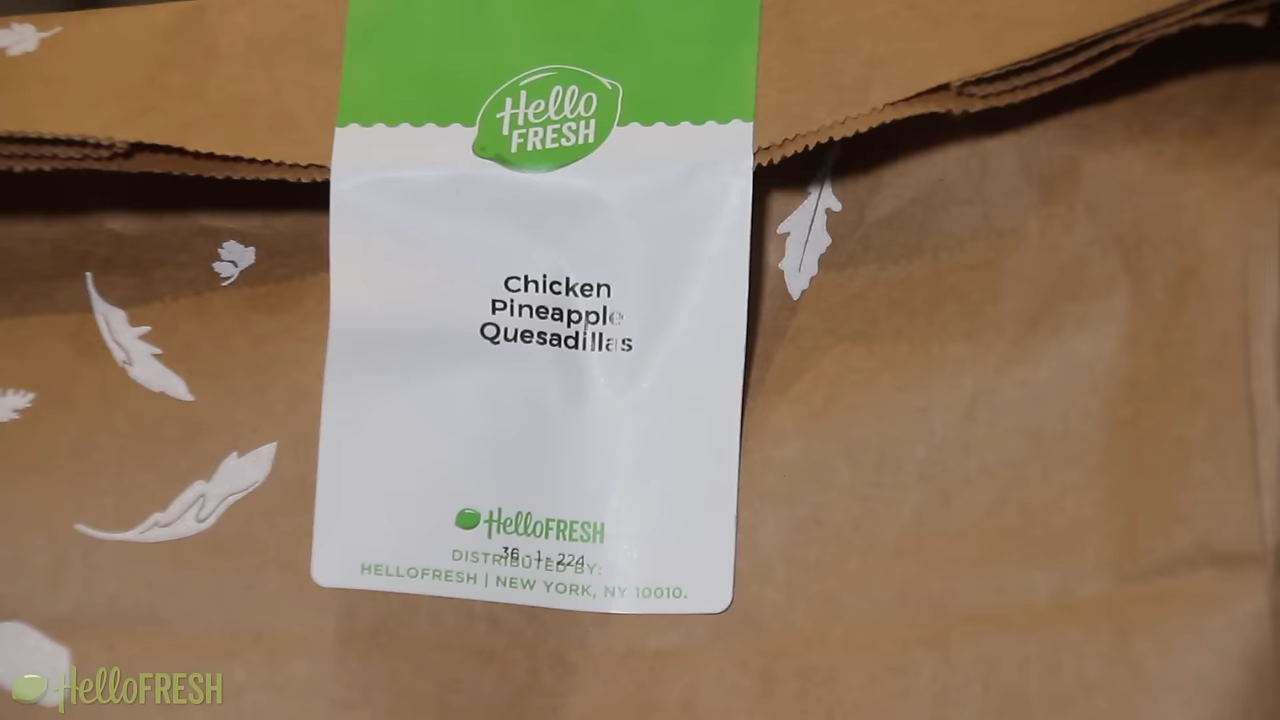 Hello
FRESH
Chicken
Pineapple
Quesadillas
HelloFRESH
36 - 1 - 224
DISTRIBUTED BY:
HELLOFRESH | NEW YORK, NY 10010.
HelloFRESH